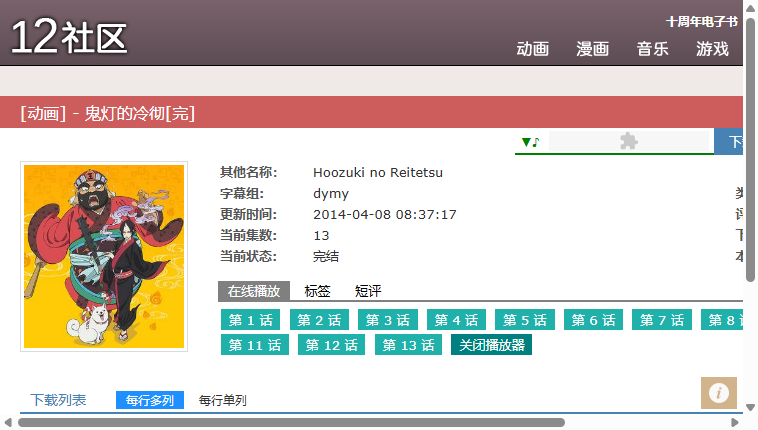 十周年电子书
12社区
动画 漫画 音乐 游戏
[动画] - 鬼灯的冷彻[完]
▼♪ 下
其他名称: Hoozuki no Reitetsu
字幕组: dymy 类
更新时间: 2014-04-08 08:37:17
当前集数: 13 下
当前状态: 完结 本
在线播放 标签 短评
第 1 话 第 2 话 第 3 话 第 4 话 第 5 话 第 6 话 第 7 话 第 8
第 11 话 第 12 话 第 13 话 关闭播放器
下载列表 每行多列 每行单列